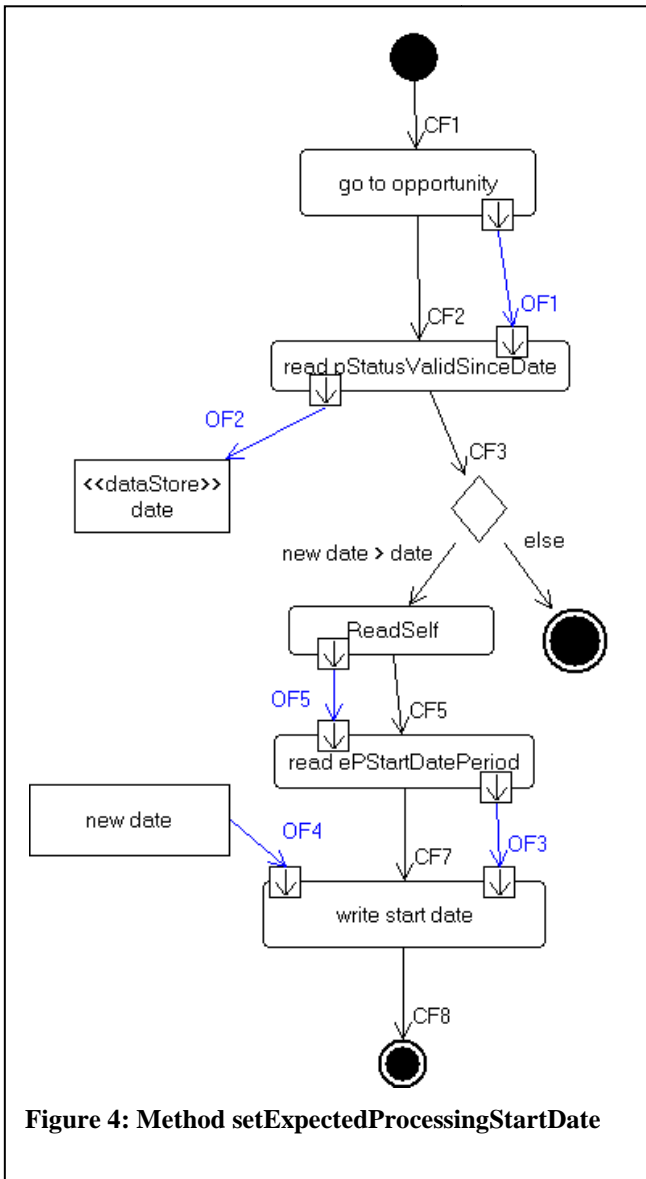 CF1
go to opportunity
OF1
CF2
read pStatusValidSinceDate
OF2
CF3
<<dataStore>>
date
new date > date
else
ReadSelf
OF5
CF5
read ePStartDatePeriod
new date
OF4
CF7
OF3
write start date
CF8
Figure 4: Method setExpectedProcessingStartDate